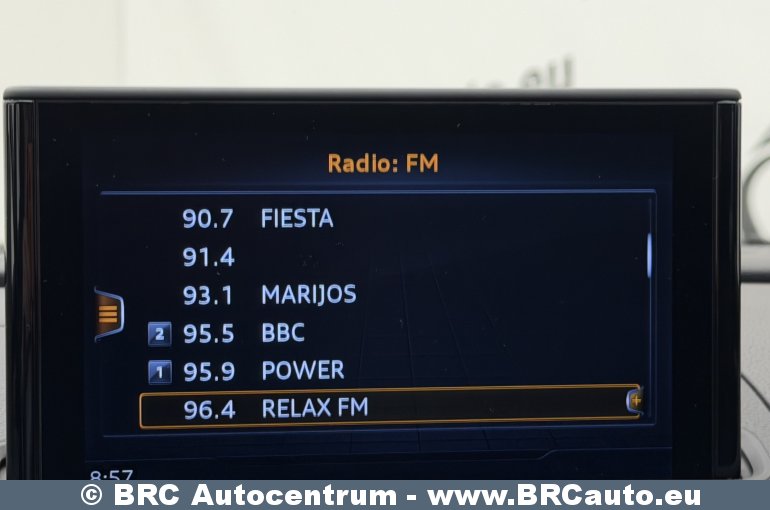 Radio: FM
90.7 FIESTA
91.4
93.1 MARIJOS
2 95.5 BBC
1 95.9 POWER
96.4 RELAX FM
8:57
© BRC Autocentrum - www.BRCauto.eu